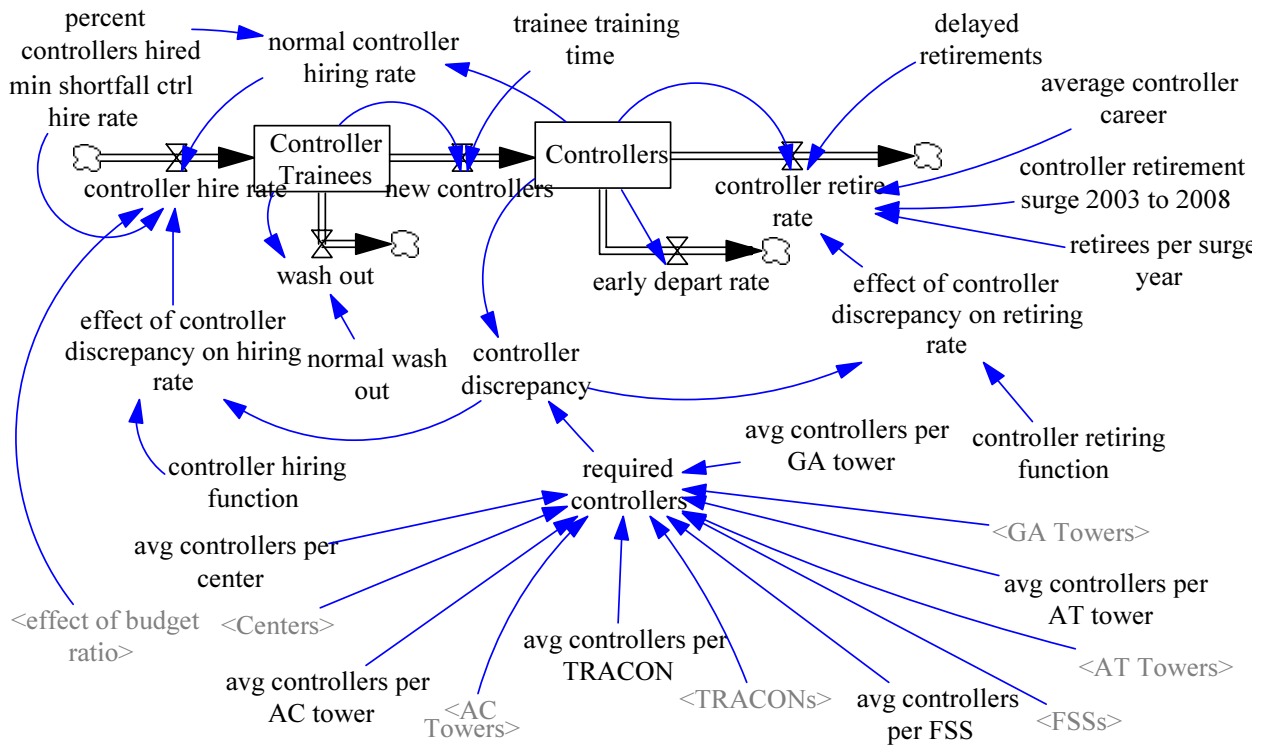 percent
controllers hired
min shortfall ctrl
hire rate
normal controller
hiring rate
trainee training
time
delayed
retirements
average controller
career
Controller
Trainees
Controllers
controller hire rate
new controllers
controller retire
rate
controller retirement
surge 2003 to 2008
retirees per surge
year
wash out
early depart rate
effect of controller
discrepancy on hiring
rate
normal wash
out
controller
discrepancy
effect of controller
discrepancy on retiring
rate
controller hiring
function
required
controllers
avg controllers per
GA tower
controller retiring
function
avg controllers per
center
<GA Towers>
avg controllers per
AT tower
<effect of budget
ratio>
<Centers>
avg controllers per
AC tower
<AC
Towers>
avg controllers per
TRACON
<TRACONs>
avg controllers
per FSS
<FSSs>
<AT Towers>